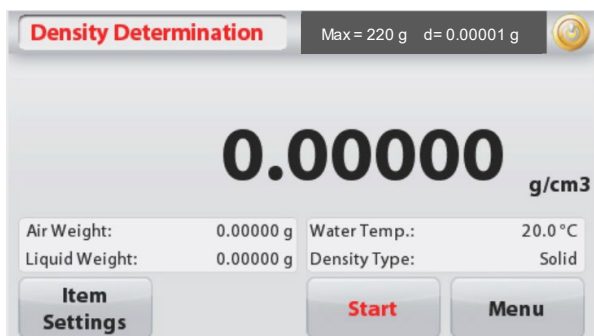 Density Determination
Max = 220 g d= 0.00001 g
0.00000
g/cm3
Air Weight: 0.00000 g Water Temp.: 20.0 °C
Liquid Weight: 0.00000 g Density Type: Solid
Item
Settings
Start
Menu